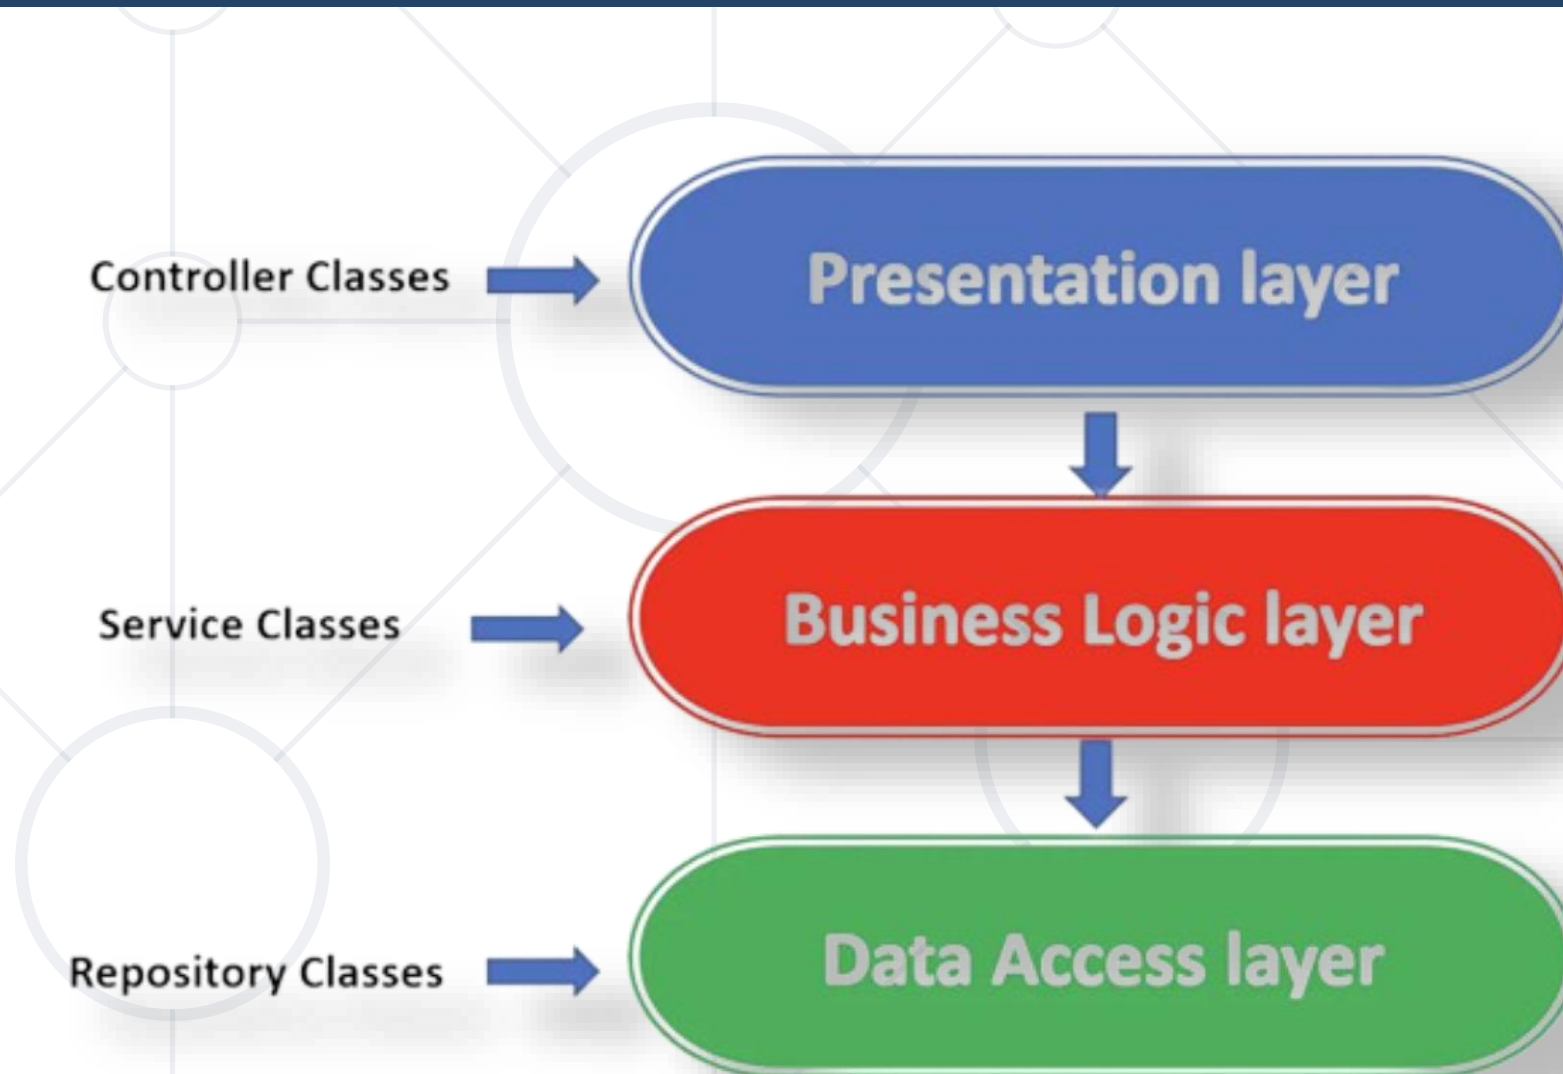 Controller Classes
Presentation layer
Service Classes
Business Logic layer
Repository Classes
Data Access layer